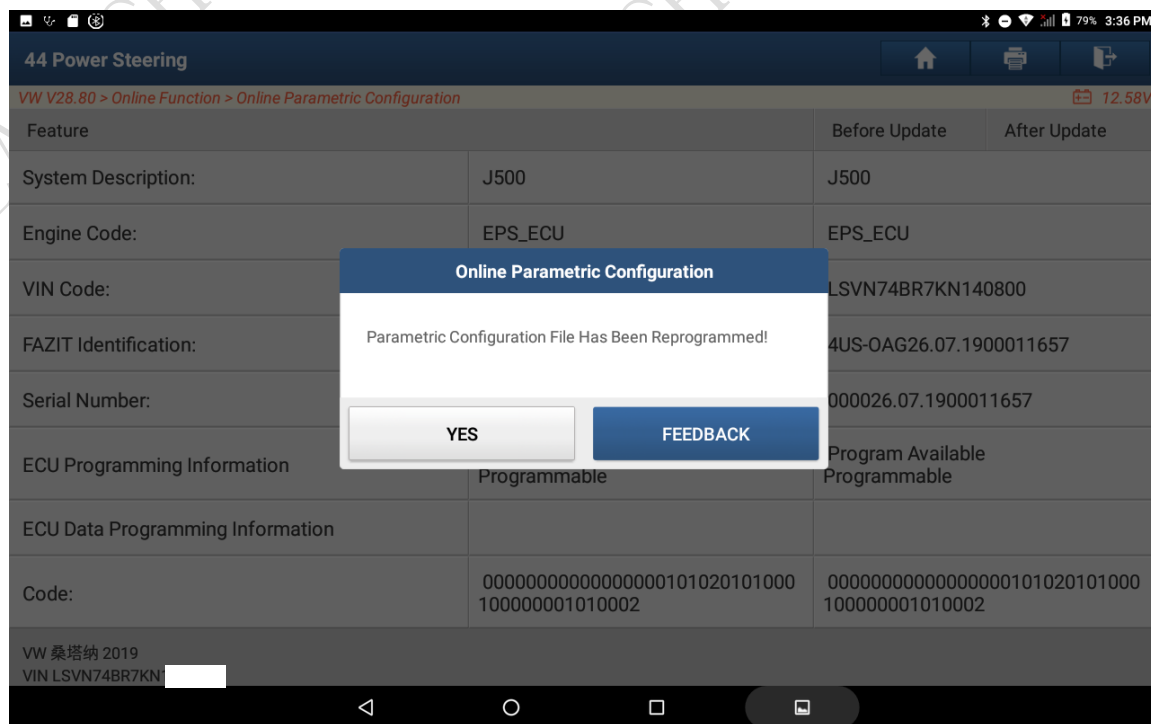 79% 3:36 PM
44 Power Steering
VW V28.80 > Online Function > Online Parametric Configuration 12.58V
Feature Before Update After Update
System Description: J500 J500
Engine Code: EPS_ECU EPS_ECU
Online Parametric Configuration
VIN Code: LSVN74BR7KN140800
Parametric Configuration File Has Been Reprogrammed!
FAZIT Identification: 4US-OAG26.07.1900011657
Serial Number: 000026.07.1900011657
YES FEEDBACK
Program Available
ECU Programming Information
Programmable Programmable
ECU Data Programming Information
Code:
00000000000000000101020101000
100000001010002
00000000000000000101020101000
100000001010002
VW 桑塔纳 2019
VIN LSVN74BR7KN